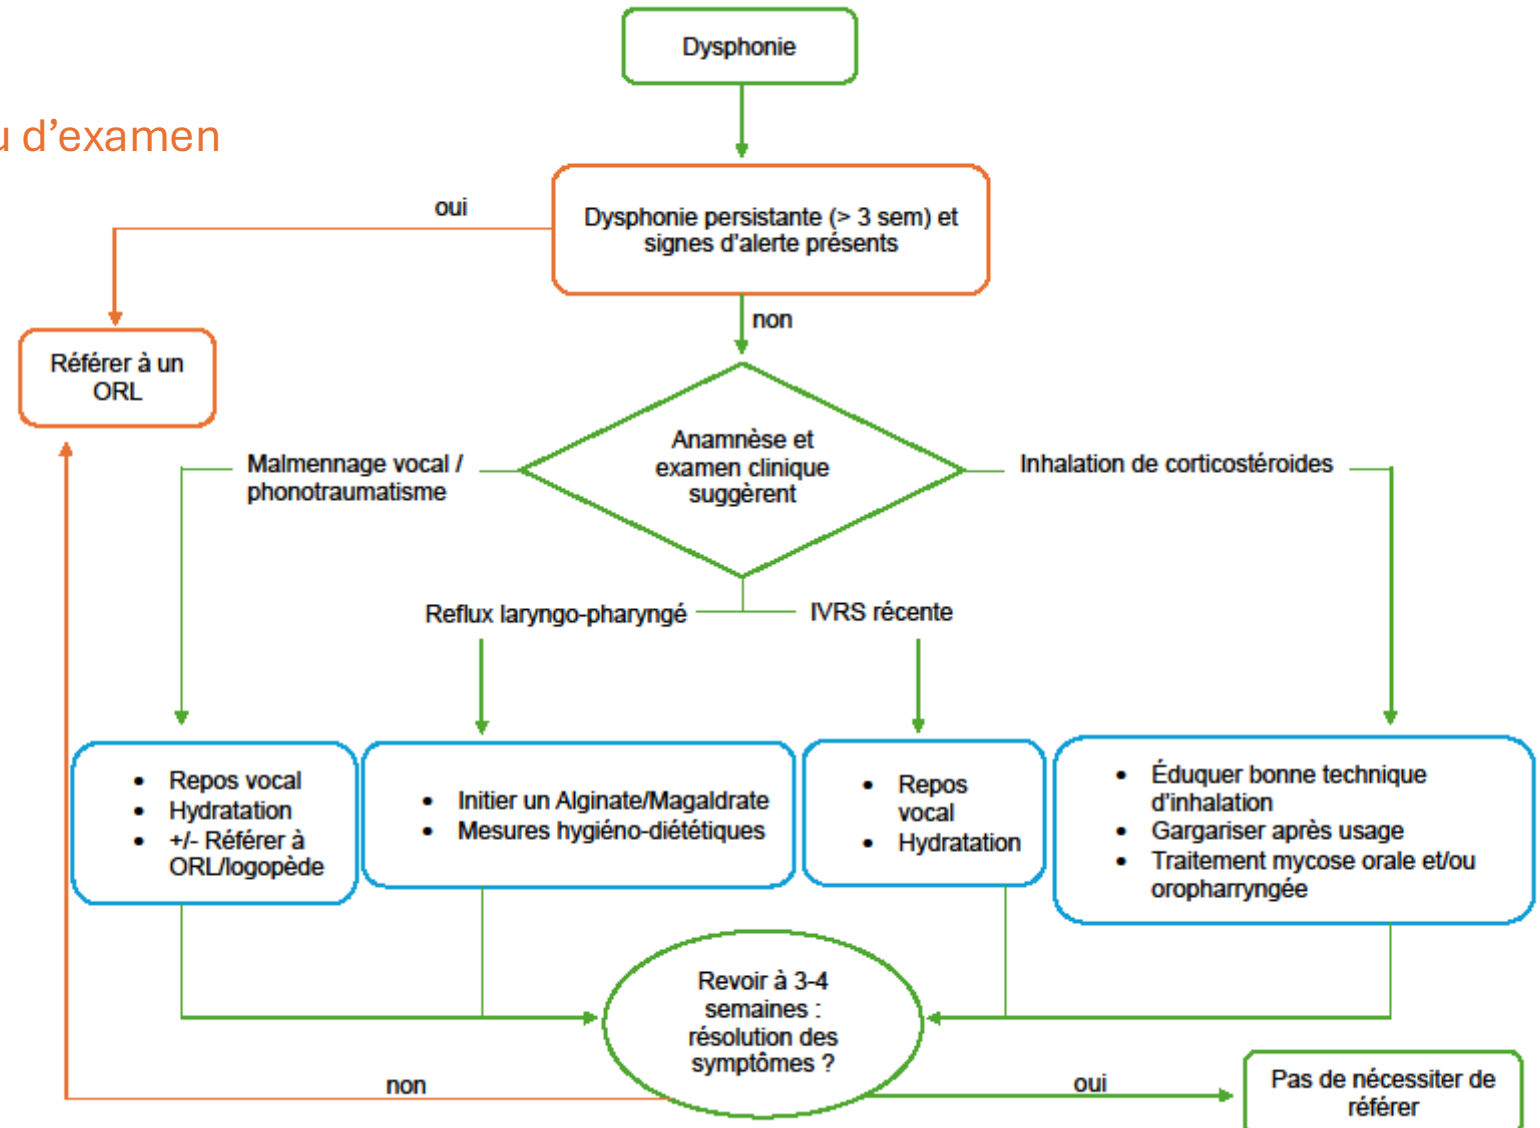 Dysphonie
u d'examen
oui
Dysphonie persistante (> 3 sem) et
signes d'alerte présents
non
Référer à un
ORL
Anamnèse et
examen clinique
suggèrent
Malmennage vocal /
phonotraumatisme
Inhalation de corticostéroides
Reflux laryngo-pharyngé
IVRS récente
• Repos vocal
• Hydratation
• +/- Référer à
ORL/logopède
• Initier un Alginate/Magaldrate
• Mesures hygiéno-diététiques
• Repos
vocal
• Hydratation
• Éduquer bonne technique
d'inhalation
• Gargariser après usage
• Traitement mycose orale et/ou
oropharryngée
Revoir à 3-4
semaines :
résolution des
symptômes ?
non
oui
Pas de nécessiter de
référer